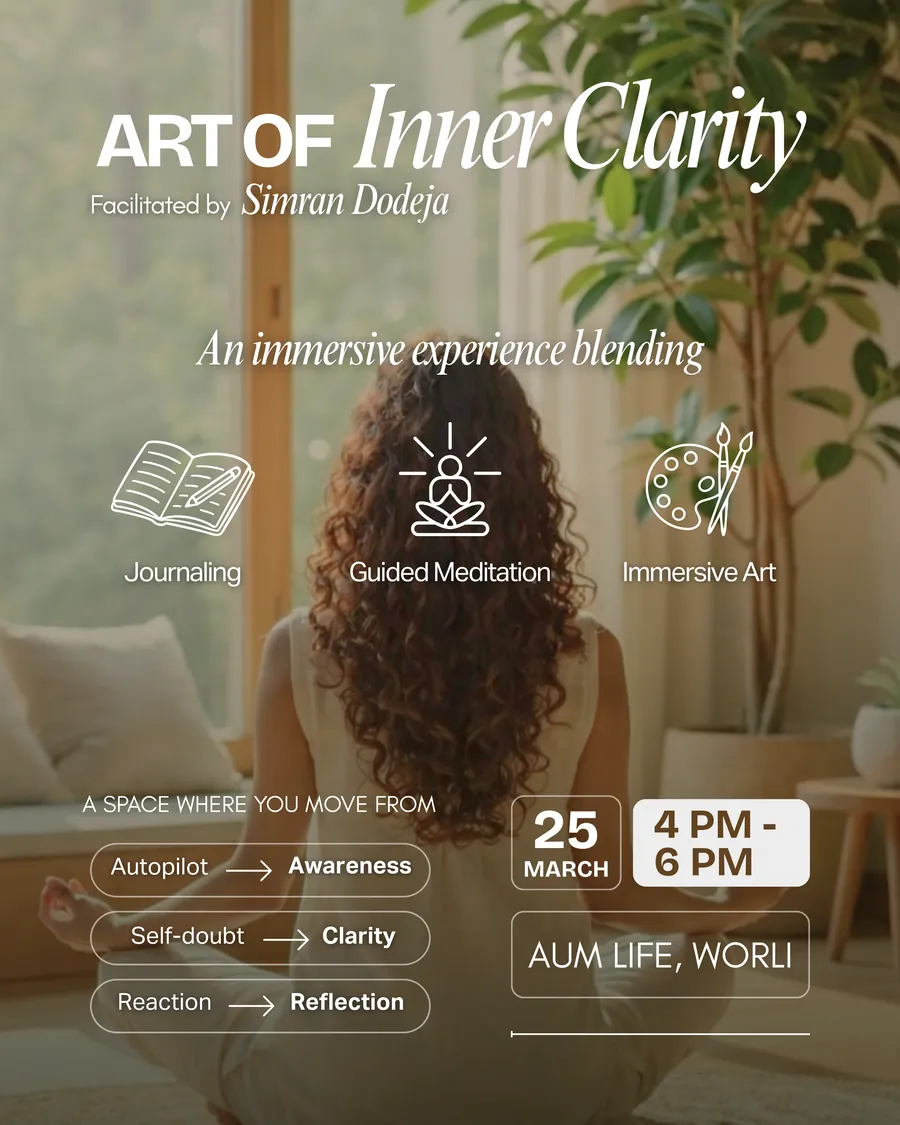 ART OF Inner Clarity
Facilitated by Simran Dodeja
An immersive experience blending
Journaling
Guided Meditation
Immersive Art
A SPACE WHERE YOU MOVE FROM
Autopilot → Awareness
Self-doubt → Clarity
Reaction → Reflection
25
MARCH
4 PM -
6 PM
AUM LIFE, WORLI